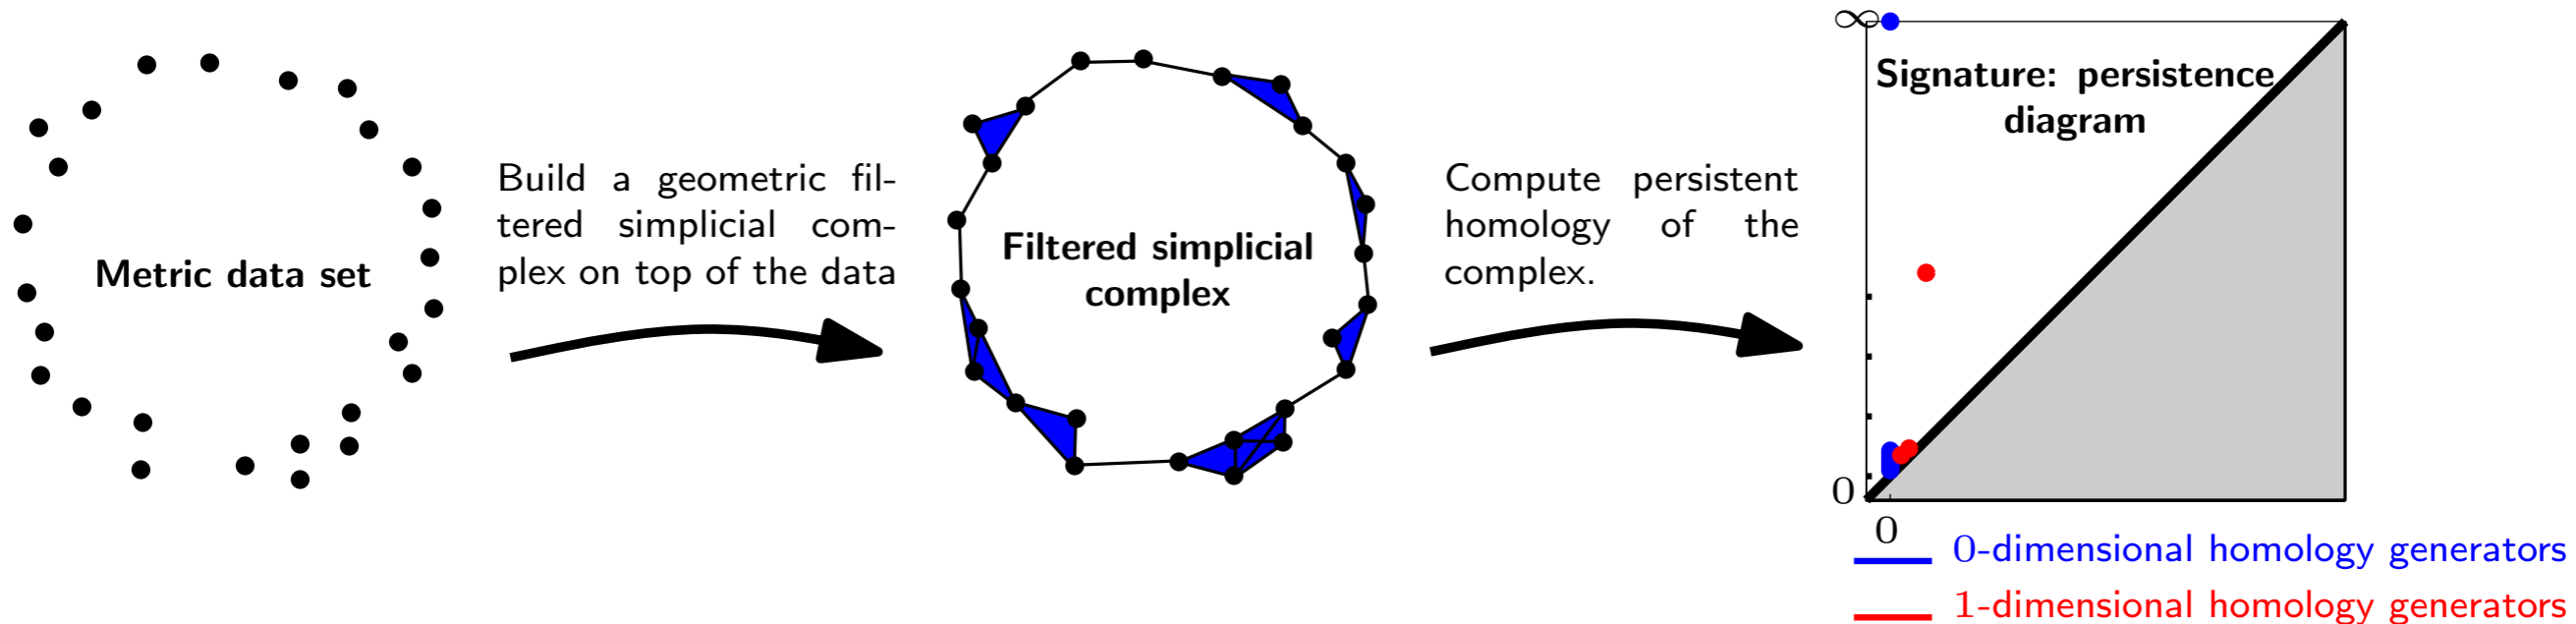 Metric data set
Build a geometric fil-
tered simplicial com-
plex on top of the data
Filtered simplicial
complex
Compute persistent
homology of the
complex.
∞
Signature: persistence
diagram
0
0
0-dimensional homology generators
1-dimensional homology generators